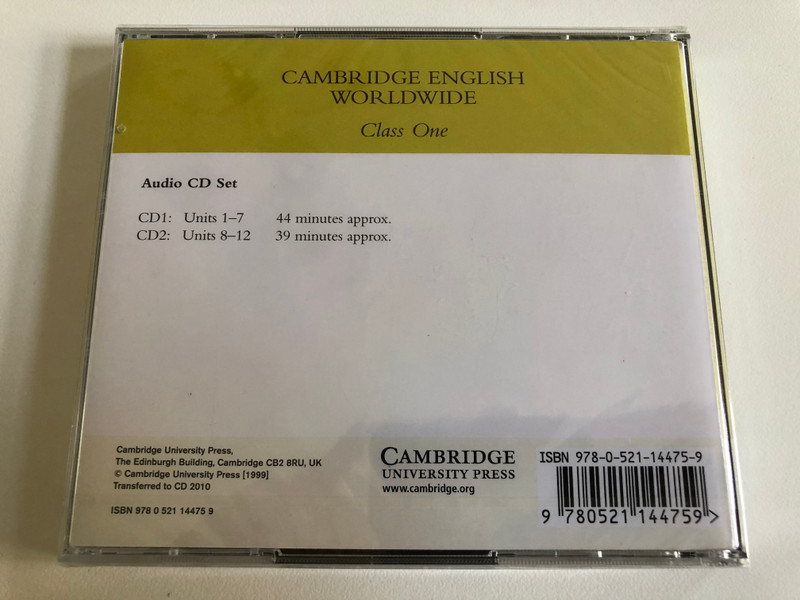 CAMBRIDGE ENGLISH
WORLDWIDE
Class One
Audio CD Set
CD1: Units 1–7 44 minutes approx.
CD2: Units 8–12 39 minutes approx.
Cambridge University Press,
The Edinburgh Building, Cambridge CB2 8RU, UK
© Cambridge University Press [1999]
Transferred to CD 2010
ISBN 978 0 521 14475 9
CAMBRIDGE
UNIVERSITY PRESS
www.cambridge.org
ISBN 978-0-521-14475-9
9 780521 144759 >